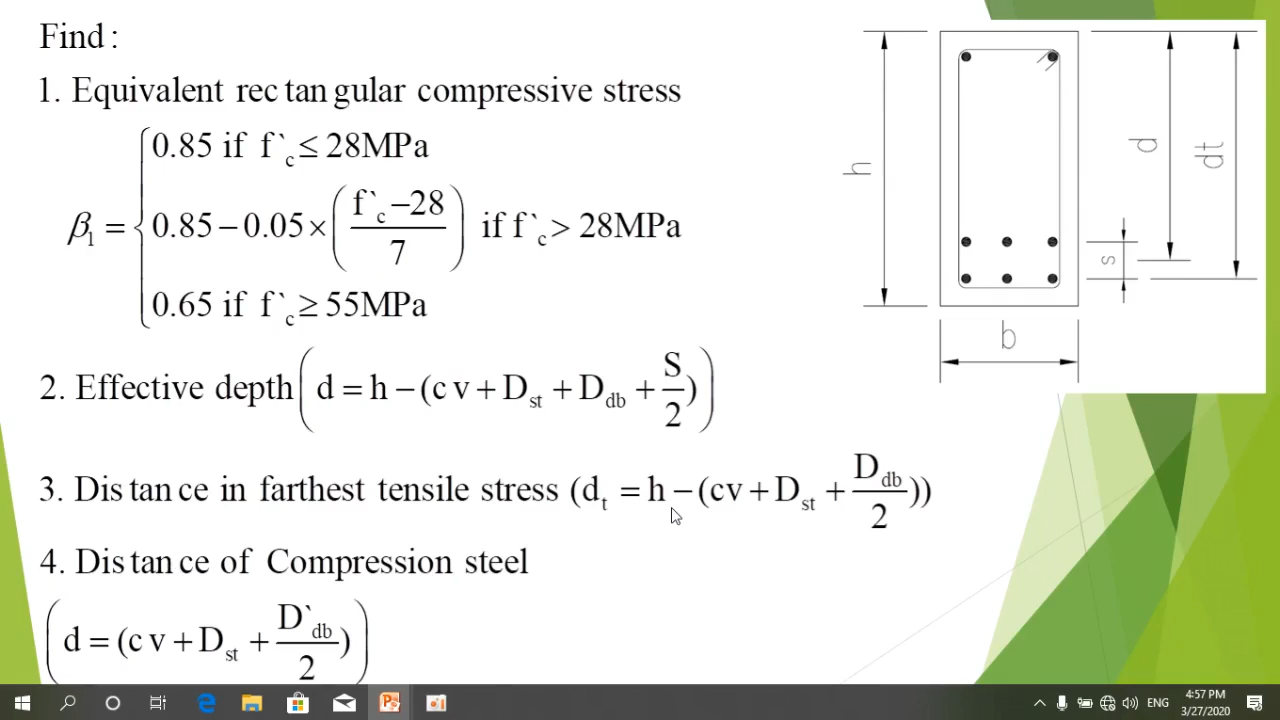 Find :
1. Equivalent rec tan gular compressive stress
β1 = { 0.85 if f`c ≤ 28MPa
0.85 − 0.05 × ( f`c −28 / 7 ) if f`c > 28MPa
0.65 if f`c ≥ 55MPa
2. Effective depth ( d = h − (c v + Dst + Ddb + S/2) )
3. Dis tan ce in farthest tensile stress (dt = h − (cv + Dst + Ddb/2))
4. Dis tan ce of Compression steel
( d = (c v + Dst + D`db/2) )
h
d
dt
s
b
ENG
4:57 PM
3/27/2020